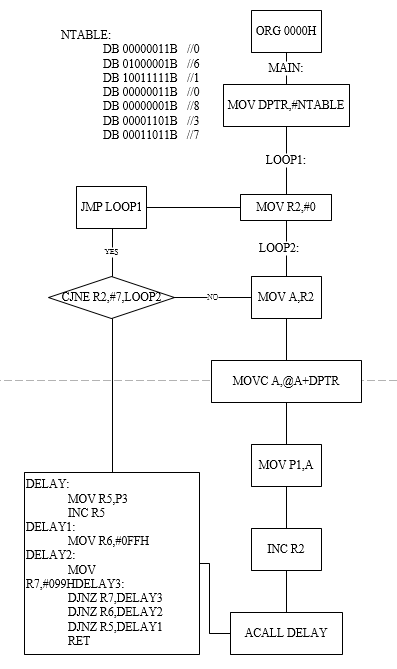 ORG 0000H
NTABLE:
DB 00000011B //0
DB 01000001B //6
DB 10011111B //1
DB 00000011B //0
DB 00000001B //8
DB 00001101B //3
DB 00011011B //7
MAIN:
MOV DPTR,#NTABLE
LOOP1:
JMP LOOP1
MOV R2,#0
LOOP2:
YES
CJNE R2,#7,LOOP2
NO
MOV A,R2
MOVC A,@A+DPTR
MOV P1,A
INC R2
ACALL DELAY
DELAY:
MOV R5,P3
INC R5
DELAY1:
MOV R6,#0FFH
DELAY2:
MOV
R7,#099HDELAY3:
DJNZ R7,DELAY3
DJNZ R6,DELAY2
DJNZ R5,DELAY1
RET